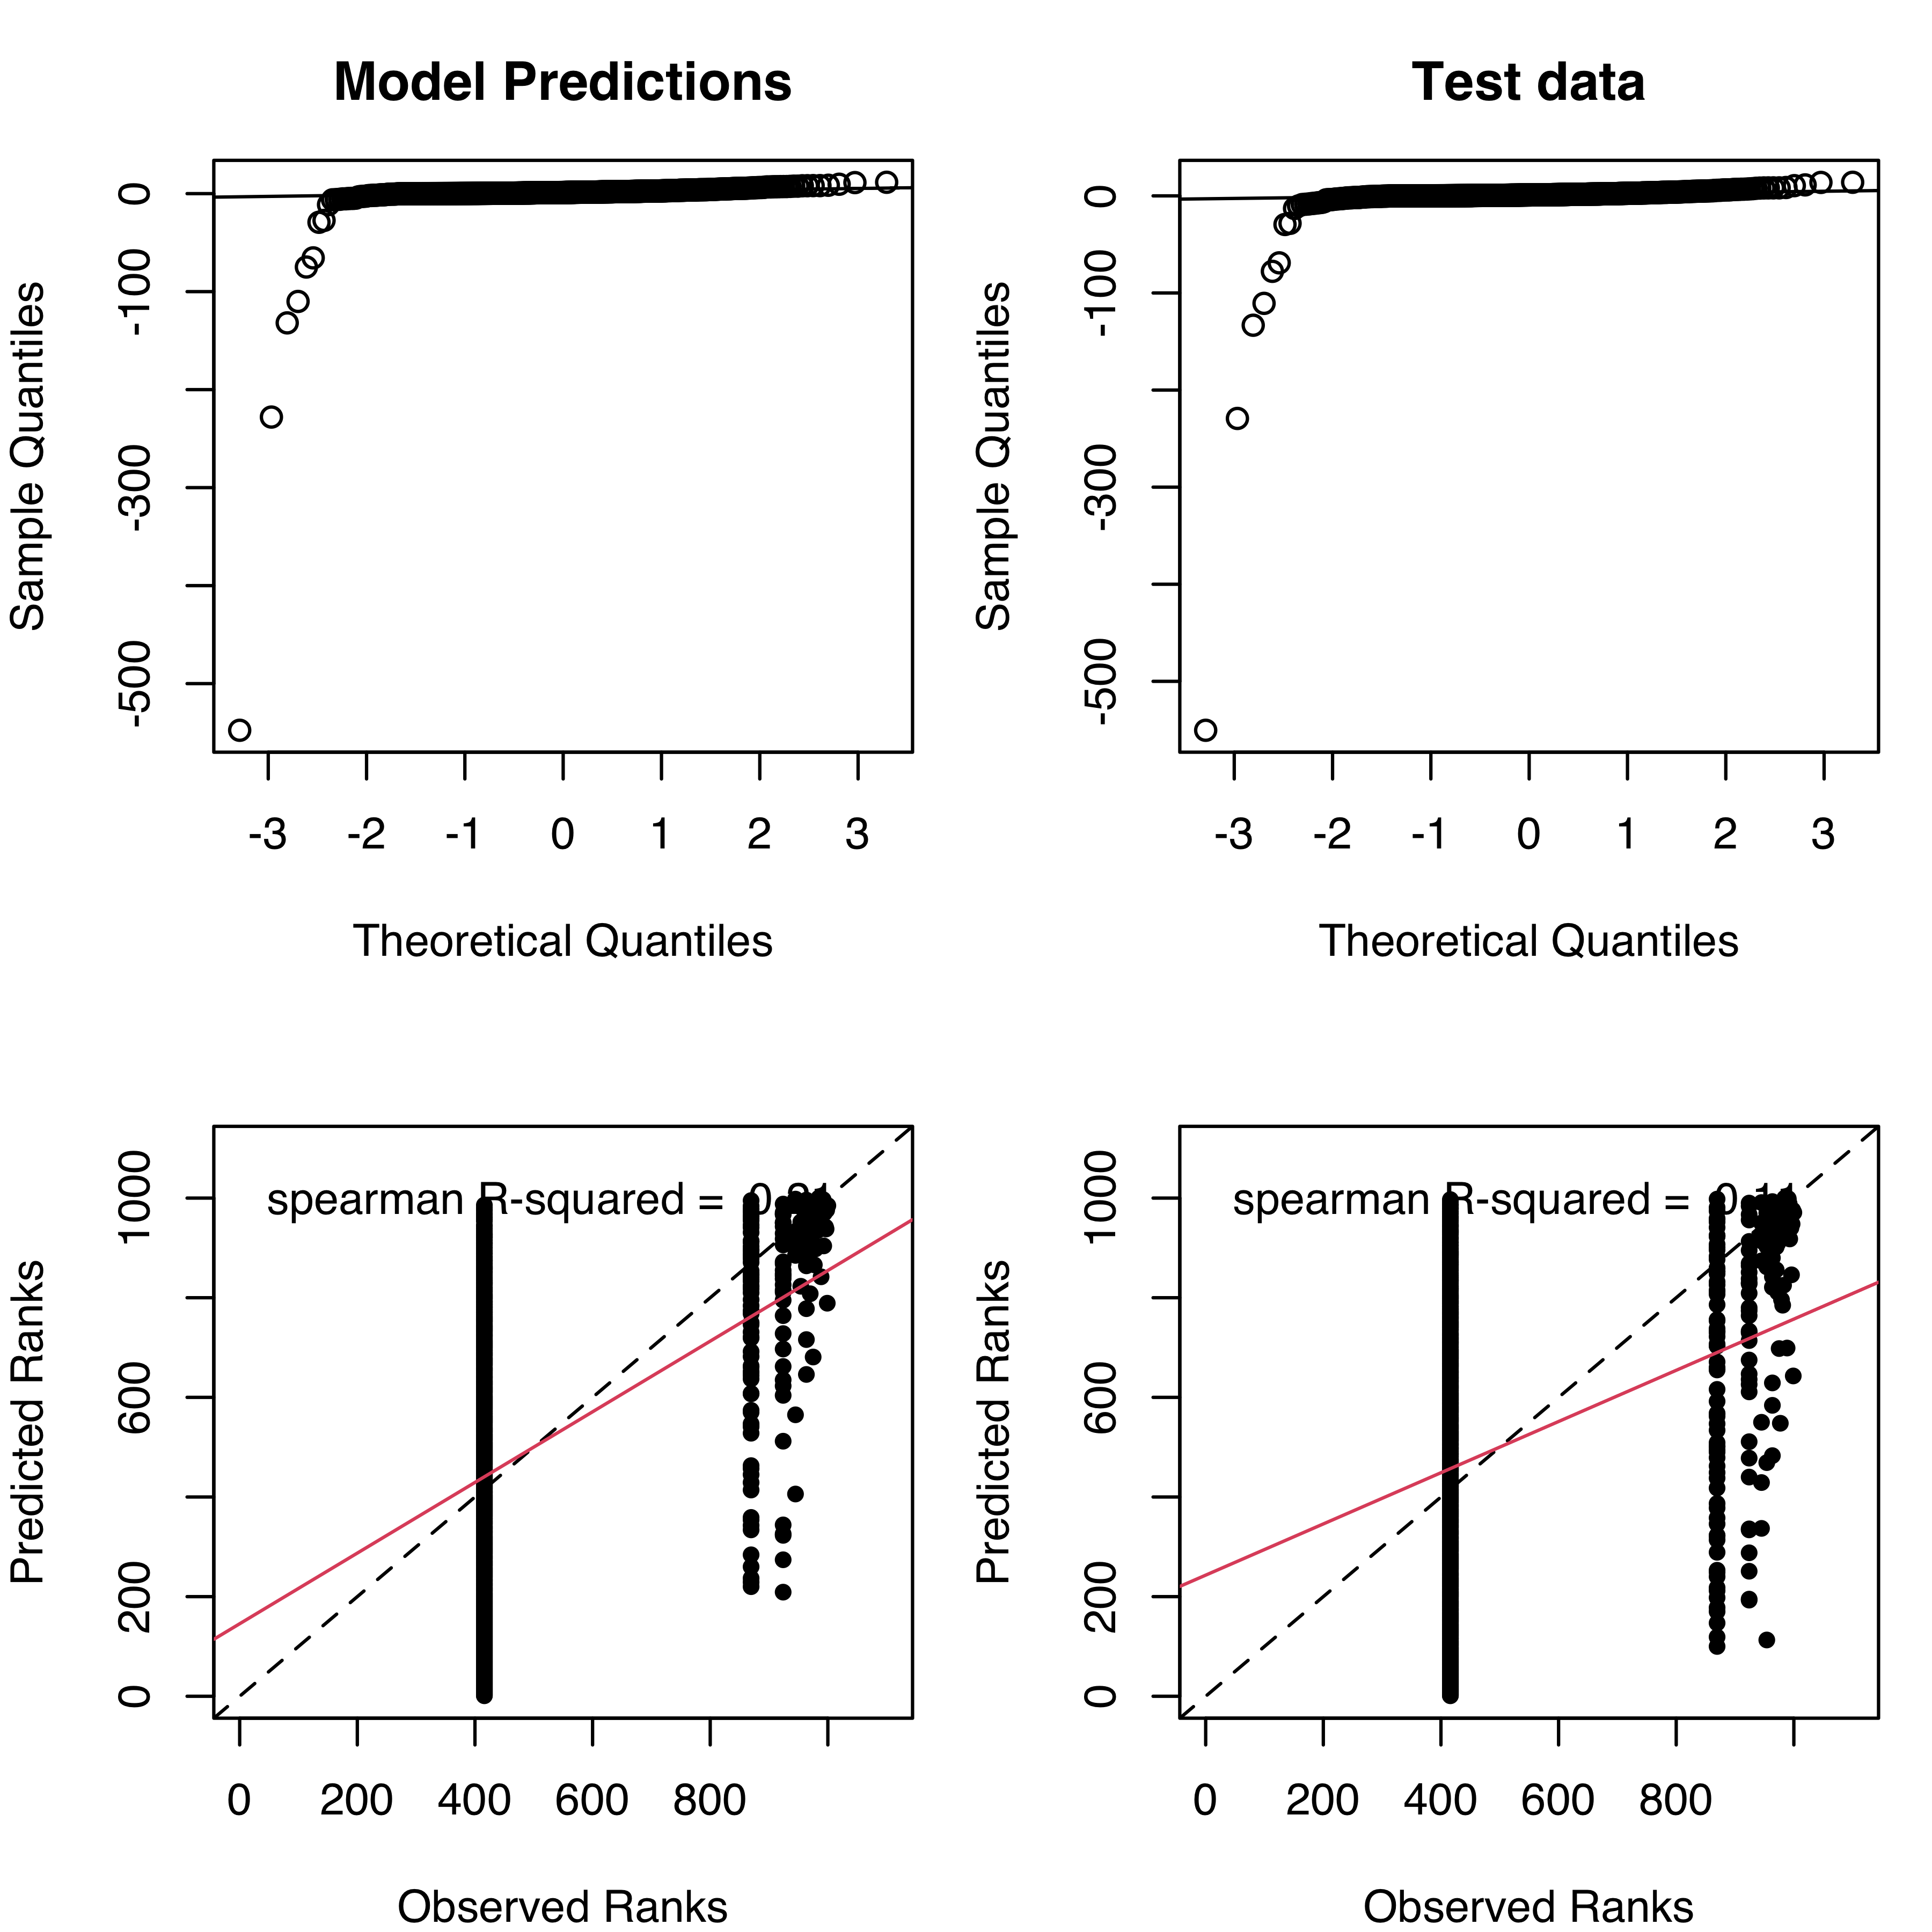 Model Predictions
Sample Quantiles
0
-100
-300
-500
-3 -2 -1 0 1 2 3
Theoretical Quantiles
Test data
Sample Quantiles
0
-100
-300
-500
-3 -2 -1 0 1 2 3
Theoretical Quantiles
spearman R-squared =
Predicted Ranks
1000
600
200
0
0 200 400 600 800
Observed Ranks
spearman R-squared =
Predicted Ranks
1000
600
200
0
0 200 400 600 800
Observed Ranks